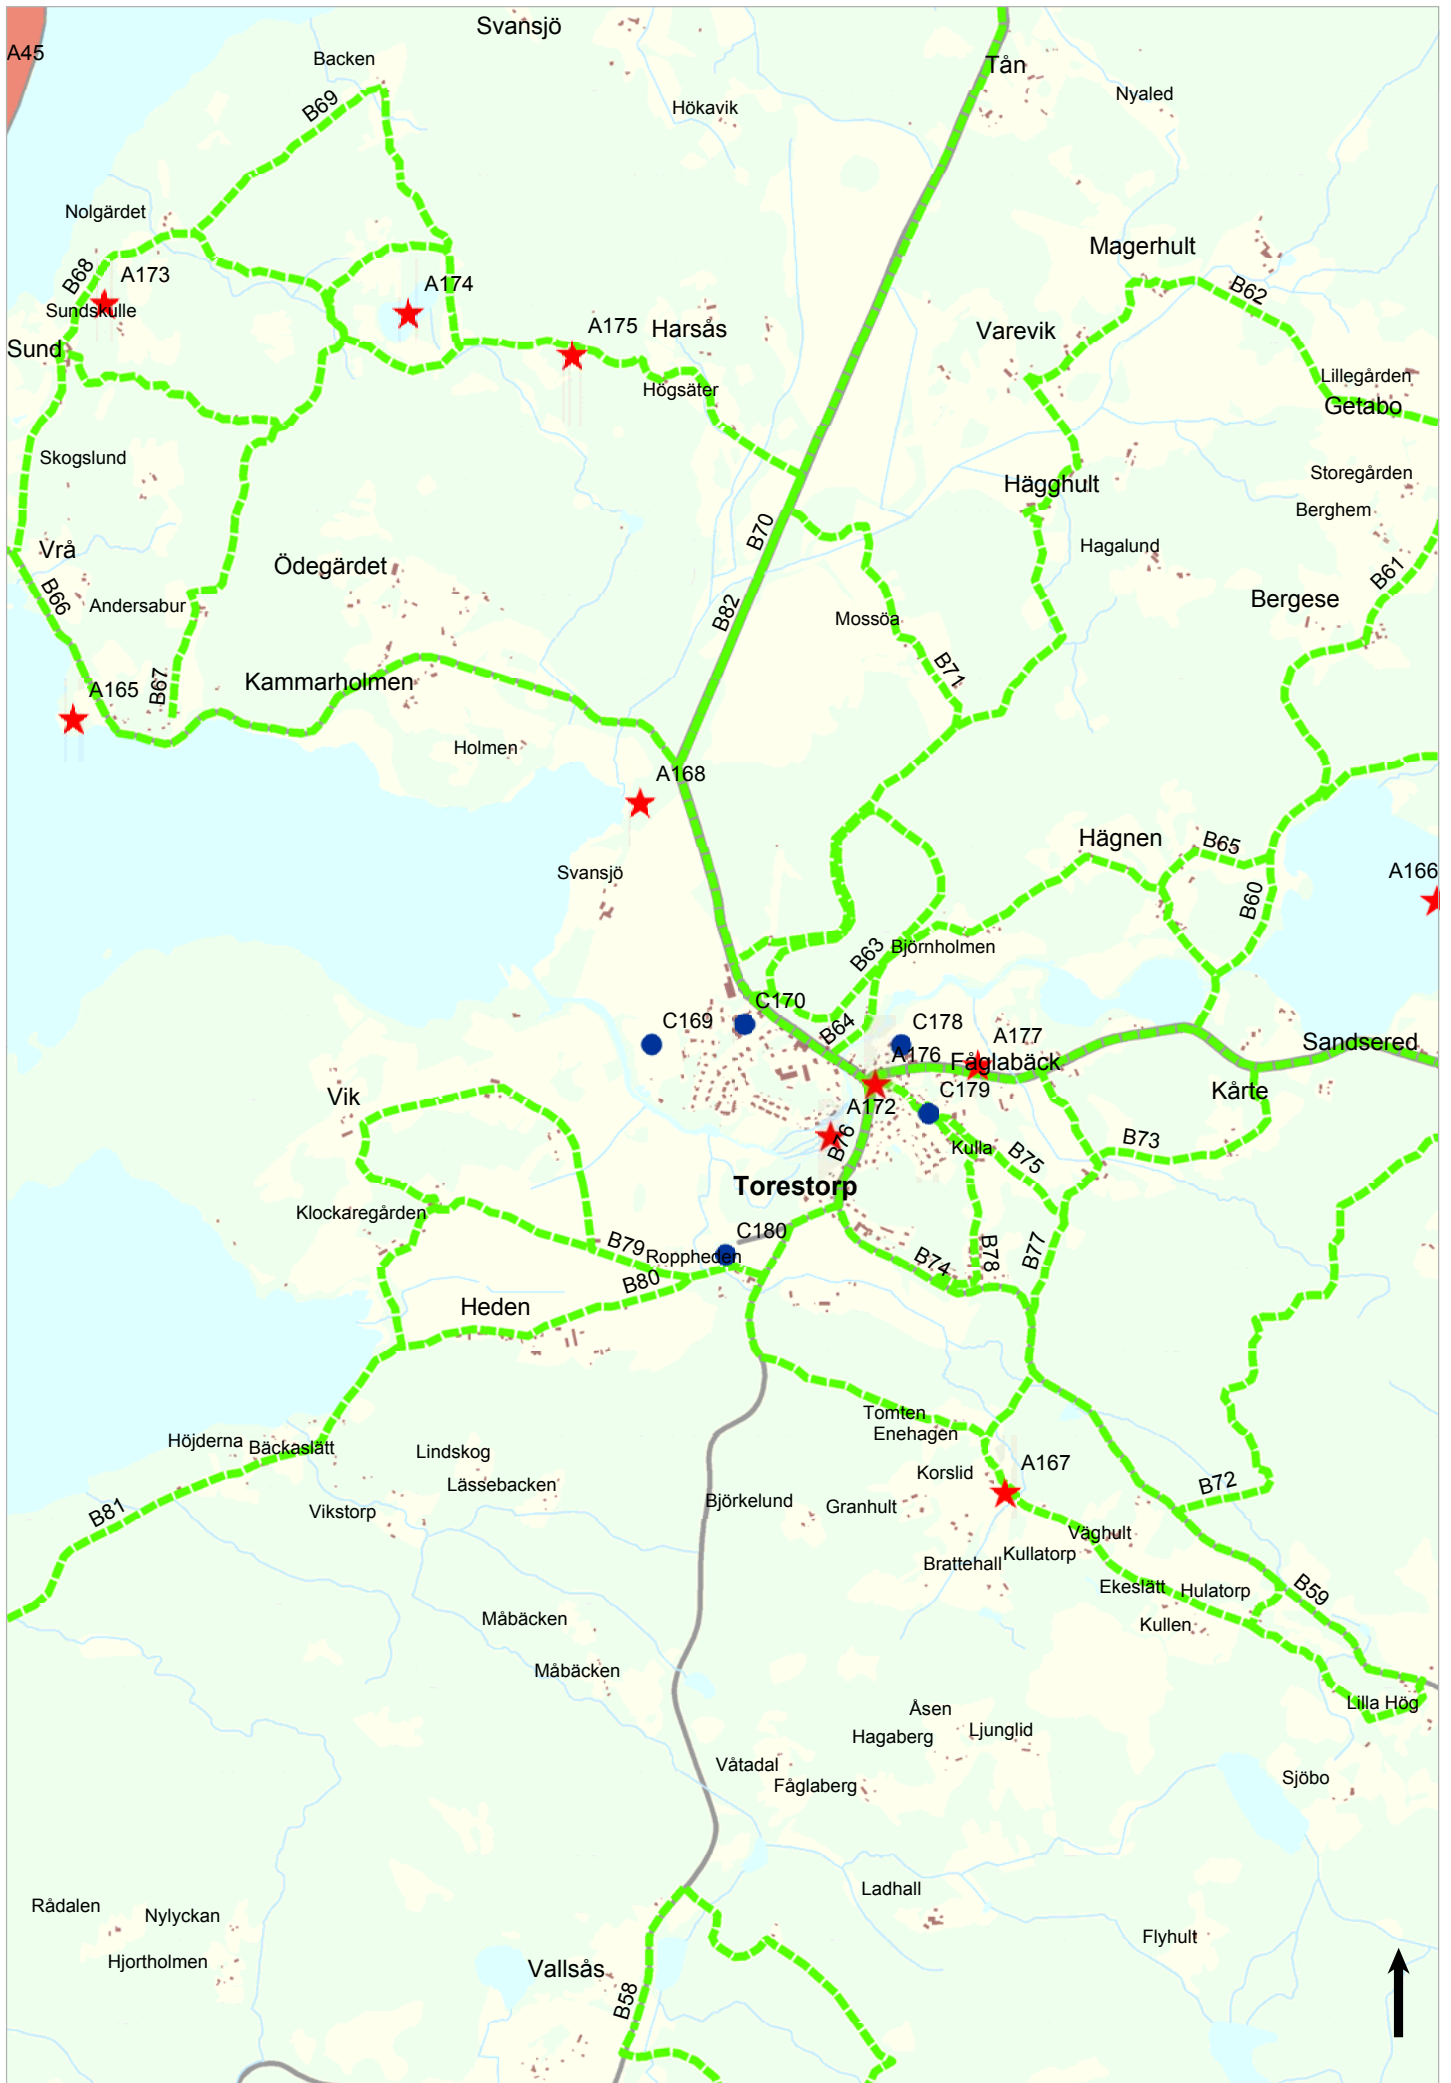 Svansjö
A45
Backen
Tån
B69
Hökavik
Nyaled
Nolgärdet
Magerhult
B68
A173
A174
B62
Sundskulle
A175
Harsås
Varevik
Sund
Högsäter
Lillegården
Getabo
Skogslund
Storegården
Hägghult
Berghem
B70
Vrå
Hagalund
Ödegärdet
B61
B66
Andersabur
B82
Mossöa
Bergese
B71
B67
A165
Kammarholmen
Holmen
A168
Hägnen
B65
Svansjö
A166
B60
B63
Björnholmen
C170
C169
B64
C178
A177
A176
Fåglabäck
Sandsered
Vik
C179
Kårte
A172
B76
Kulla
B73
B75
Torestorp
Klockaregården
C180
B79
Roppheden
B74
B78
B77
B80
Heden
Tomten
Enehagen
Höjderna
Bäckaslätt
Lindskog
A167
Korslid
Lässebacken
B72
B81
Vikstorp
Björkelund
Granhult
Väghult
Kullatorp
Brattehall
Ekeslätt
Hulatorp
B59
Måbäcken
Kullen
Måbäcken
Lilla Hög
Åsen
Hagaberg
Ljunglid
Våtadal
Fåglaberg
Sjöbo
Ladhall
Rådalen
Nylyckan
Flyhult
Hjortholmen
Vallsås
B58